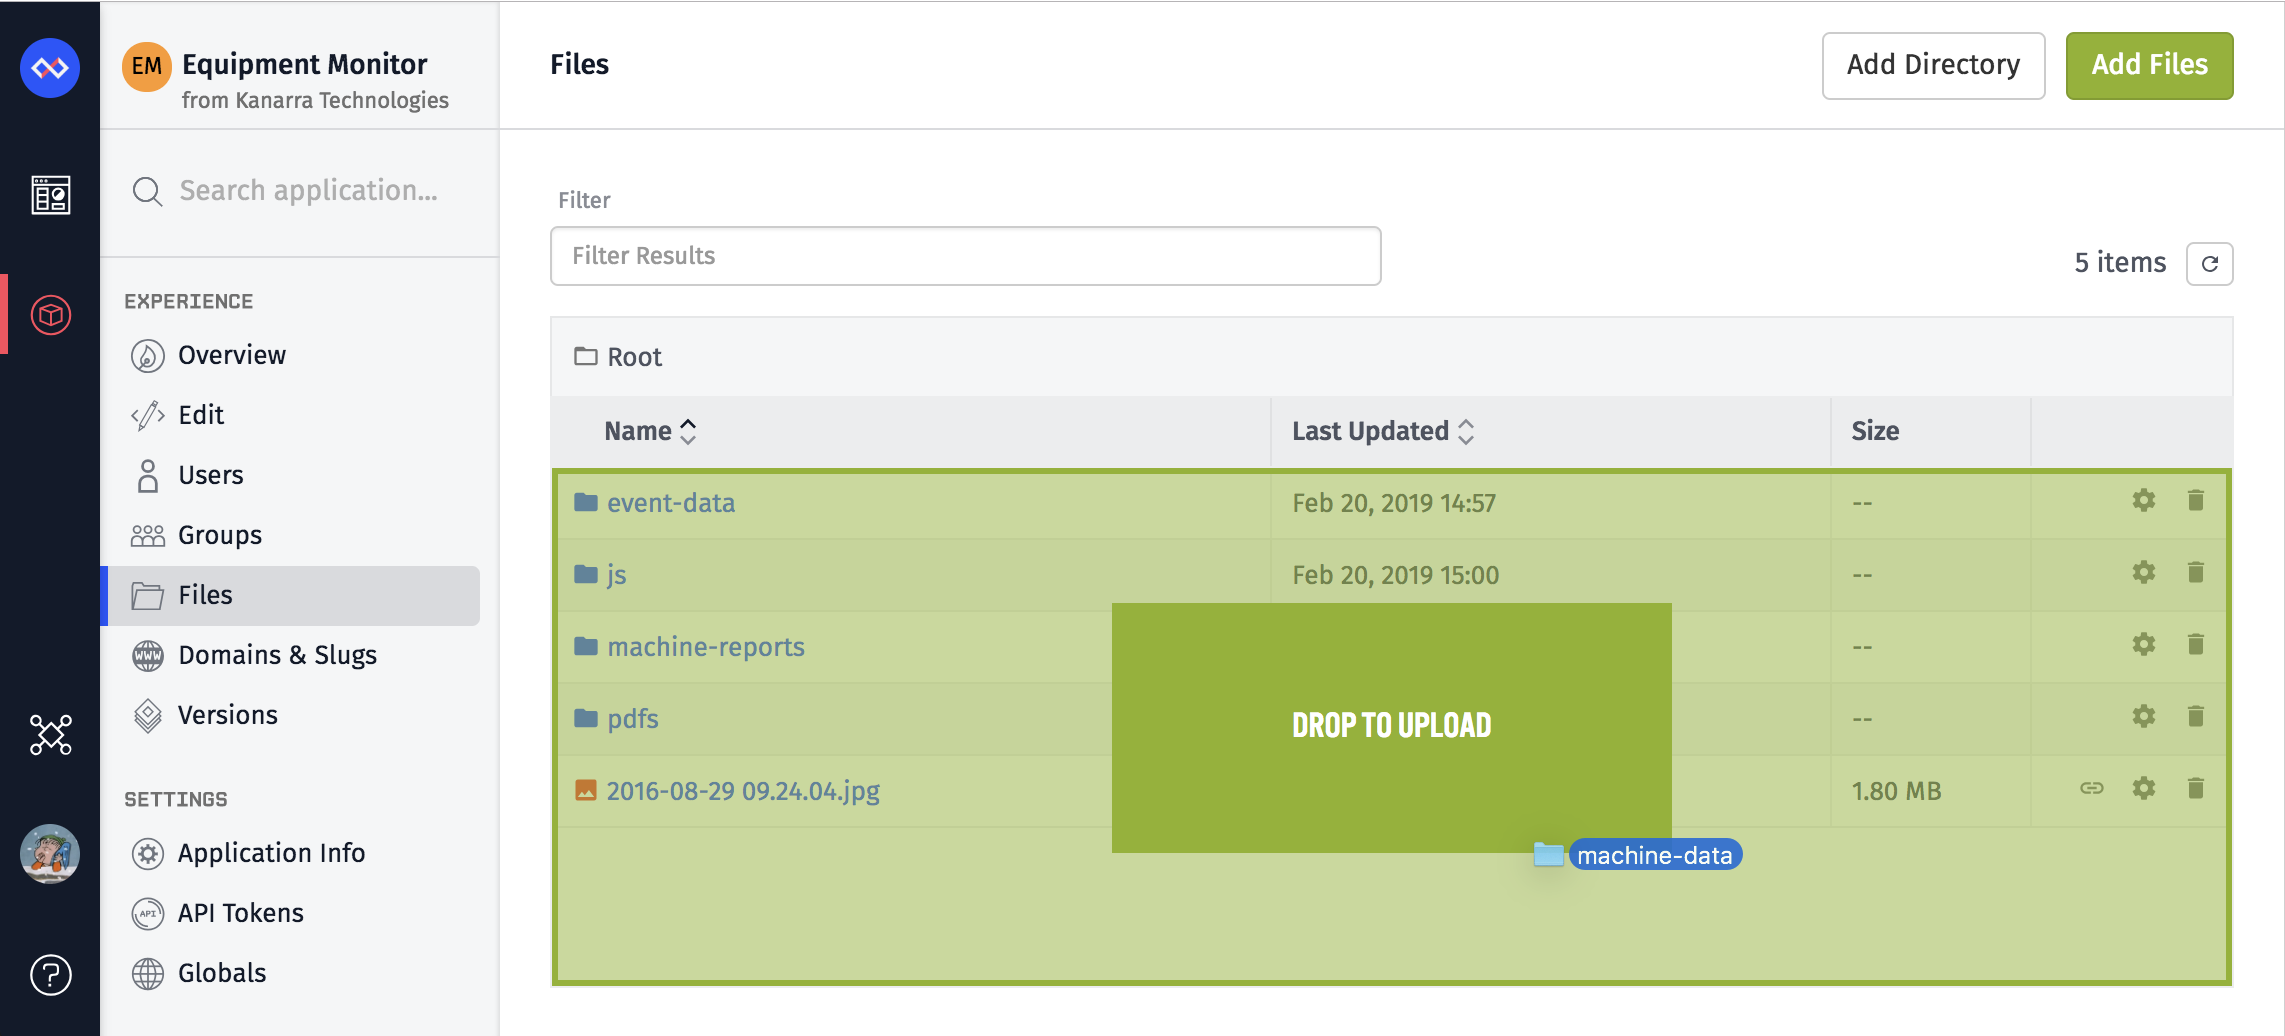 EM Equipment Monitor
from Kanarra Technologies
Search application...
EXPERIENCE
Overview
Edit
Users
Groups
Files
WWW Domains & Slugs
Versions
SETTINGS
Application Info
API API Tokens
Globals
?
Files
Add Directory
Add Files
Filter
Filter Results
5 items
Root
Name Last Updated Size
event-data Feb 20, 2019 14:57 --
js Feb 20, 2019 15:00 --
machine-reports --
pdfs --
DROP TO UPLOAD
2016-08-29 09.24.04.jpg 1.80 MB
machine-data